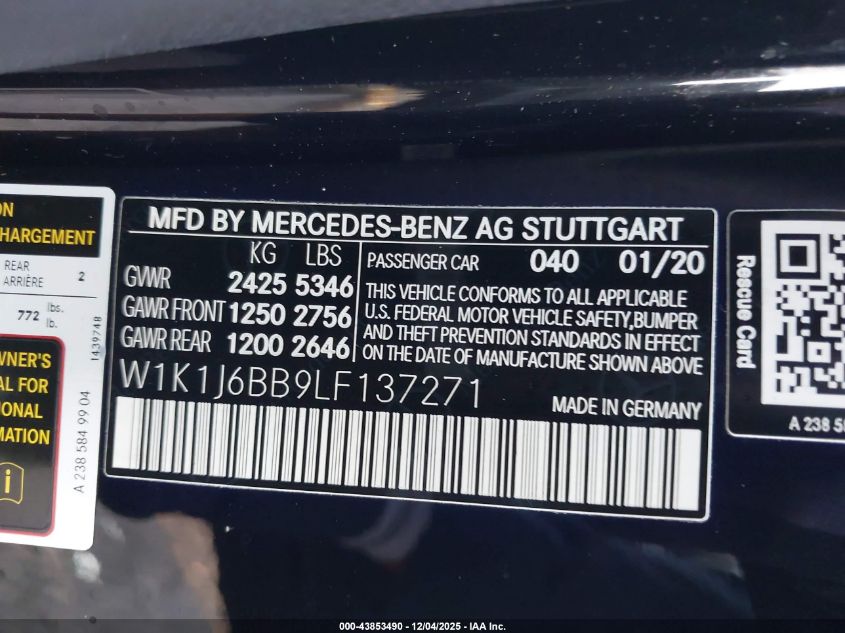 ON
CHARGEMENT
REAR
ARRIÈRE 2
772 lbs.
lb.
1439748
OWNER'S
AL FOR
IONAL
MATION
i
A 238 584 99 04
MFD BY MERCEDES-BENZ AG STUTTGART
KG LBS
GVWR 2425 5346
GAWR FRONT 1250 2756
GAWR REAR 1200 2646
PASSENGER CAR 040 01/20
THIS VEHICLE CONFORMS TO ALL APPLICABLE
U.S. FEDERAL MOTOR VEHICLE SAFETY,BUMPER
AND THEFT PREVENTION STANDARDS IN EFFECT
ON THE DATE OF MANUFACTURE SHOWN ABOVE
W1K1J6BB9LF137271
MADE IN GERMANY
Rescue Card
A 238 58
000-43853490 - 12/04/2025 - IAA Inc.